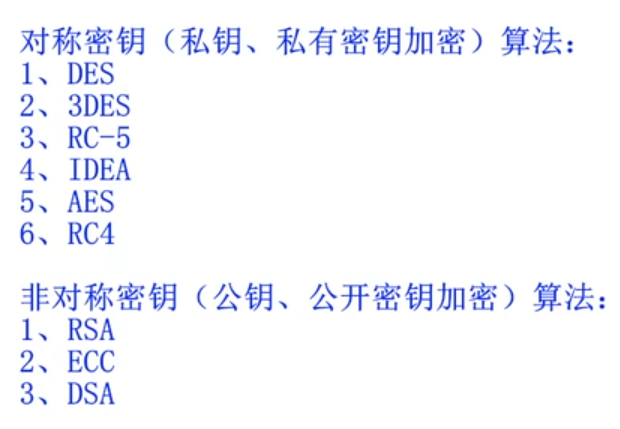 对称密钥（私钥、私有密钥加密）算法：
1、DES
2、3DES
3、RC-5
4、IDEA
5、AES
6、RC4
非对称密钥（公钥、公开密钥加密）算法：
1、RSA
2、ECC
3、DSA